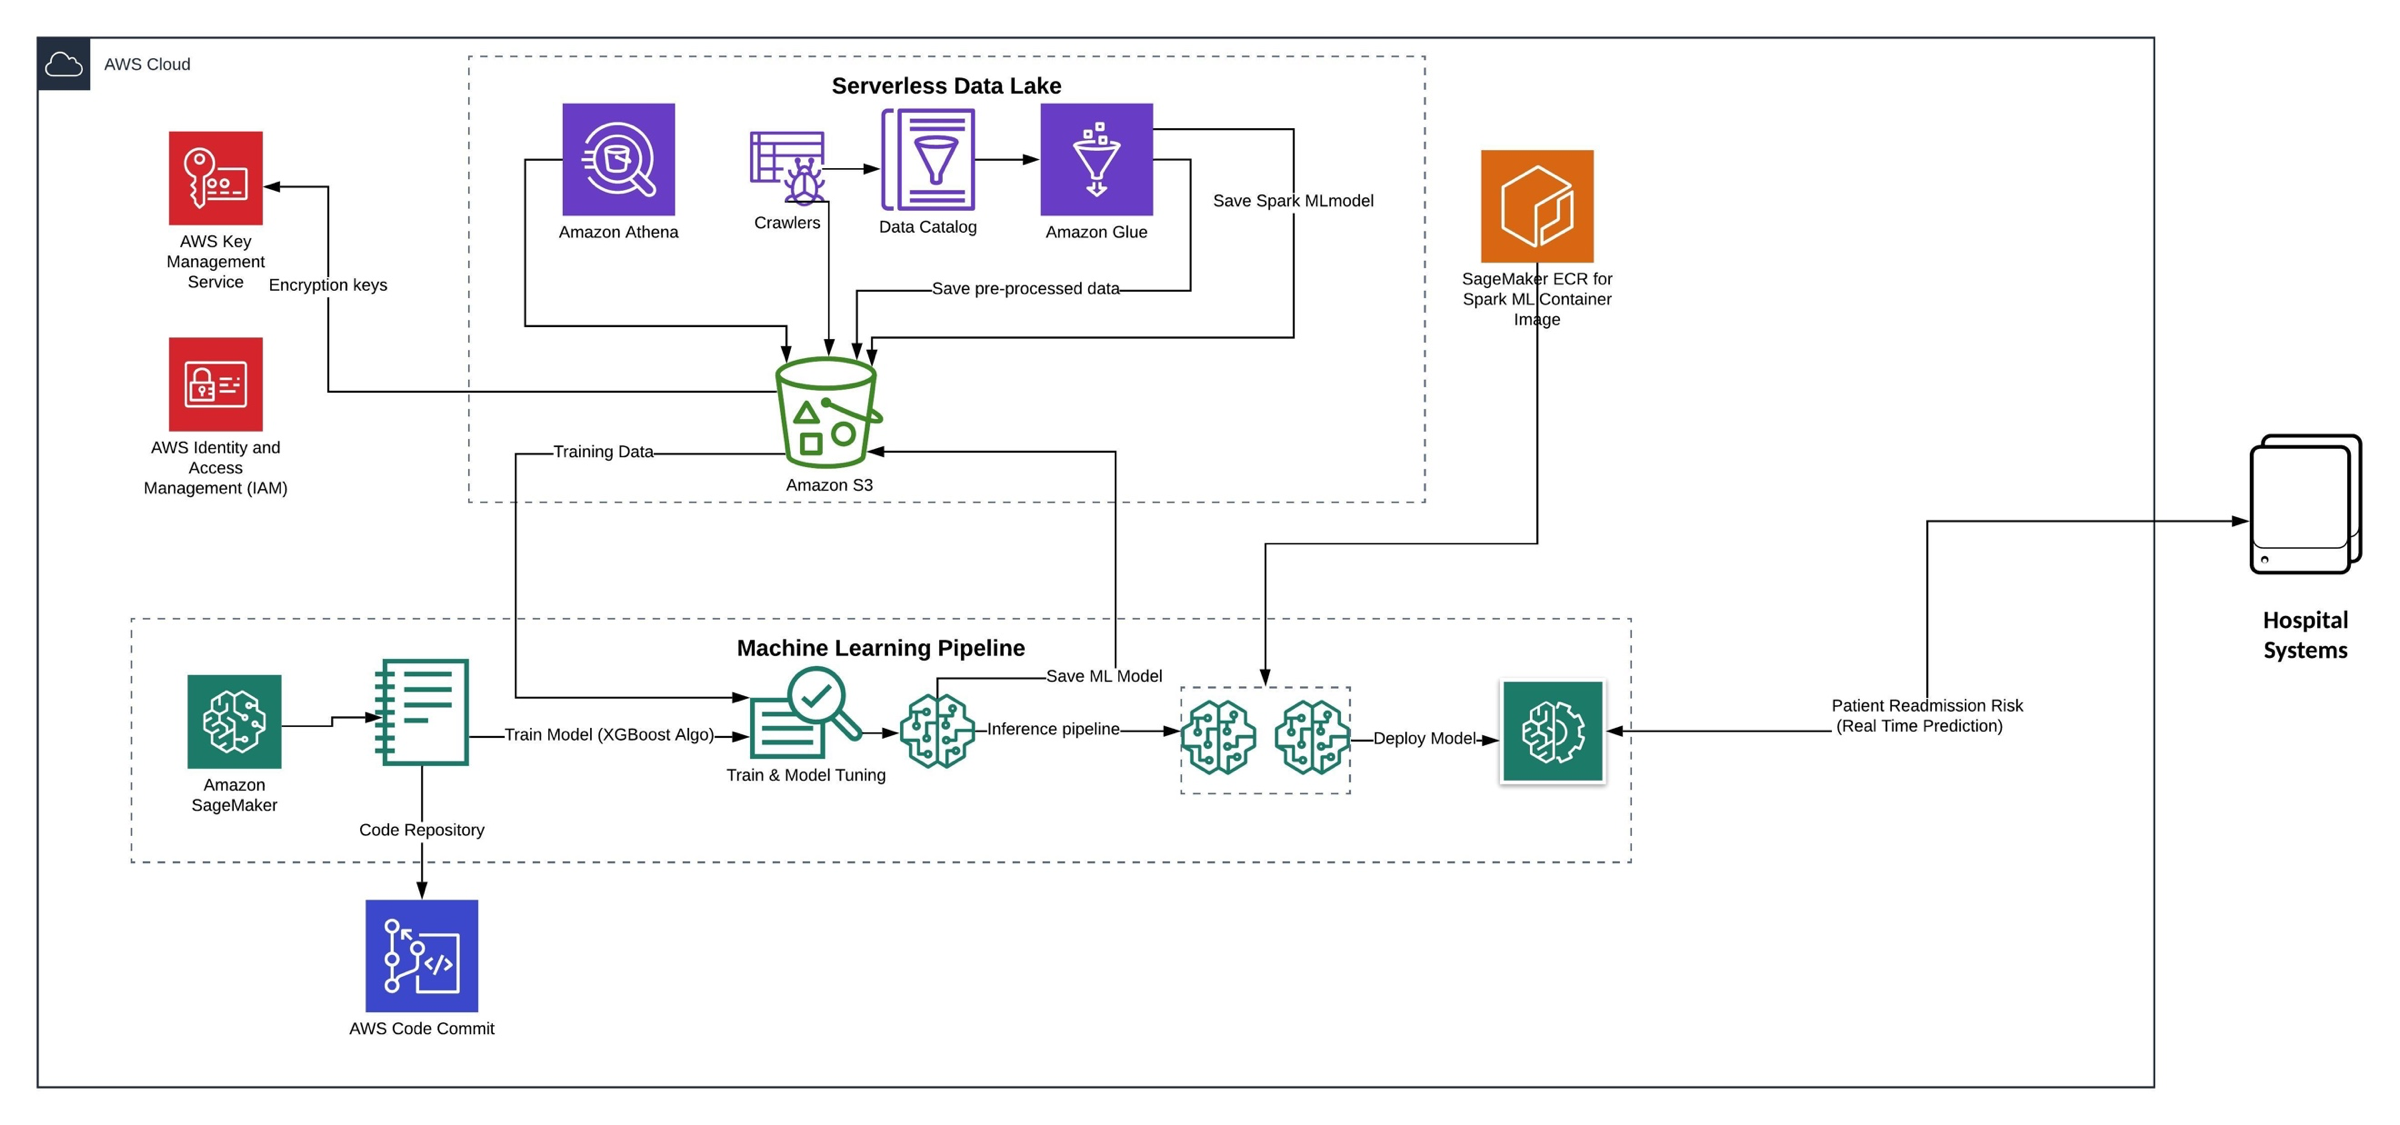 AWS Cloud
Serverless Data Lake
Amazon Athena
Crawlers
Data Catalog
Amazon Glue
Save Spark MLmodel
Save pre-processed data
AWS Key
Management
Service
Encryption keys
AWS Identity and
Access
Management (IAM)
SageMaker ECR for
Spark ML Container
Image
Training Data
Amazon S3
Hospital
Systems
Machine Learning Pipeline
Save ML Model
Amazon
SageMaker
Train Model (XGBoost Algo)
Train & Model Tuning
Inference pipeline
Deploy Model
Patient Readmission Risk
(Real Time Prediction)
Code Repository
AWS Code Commit